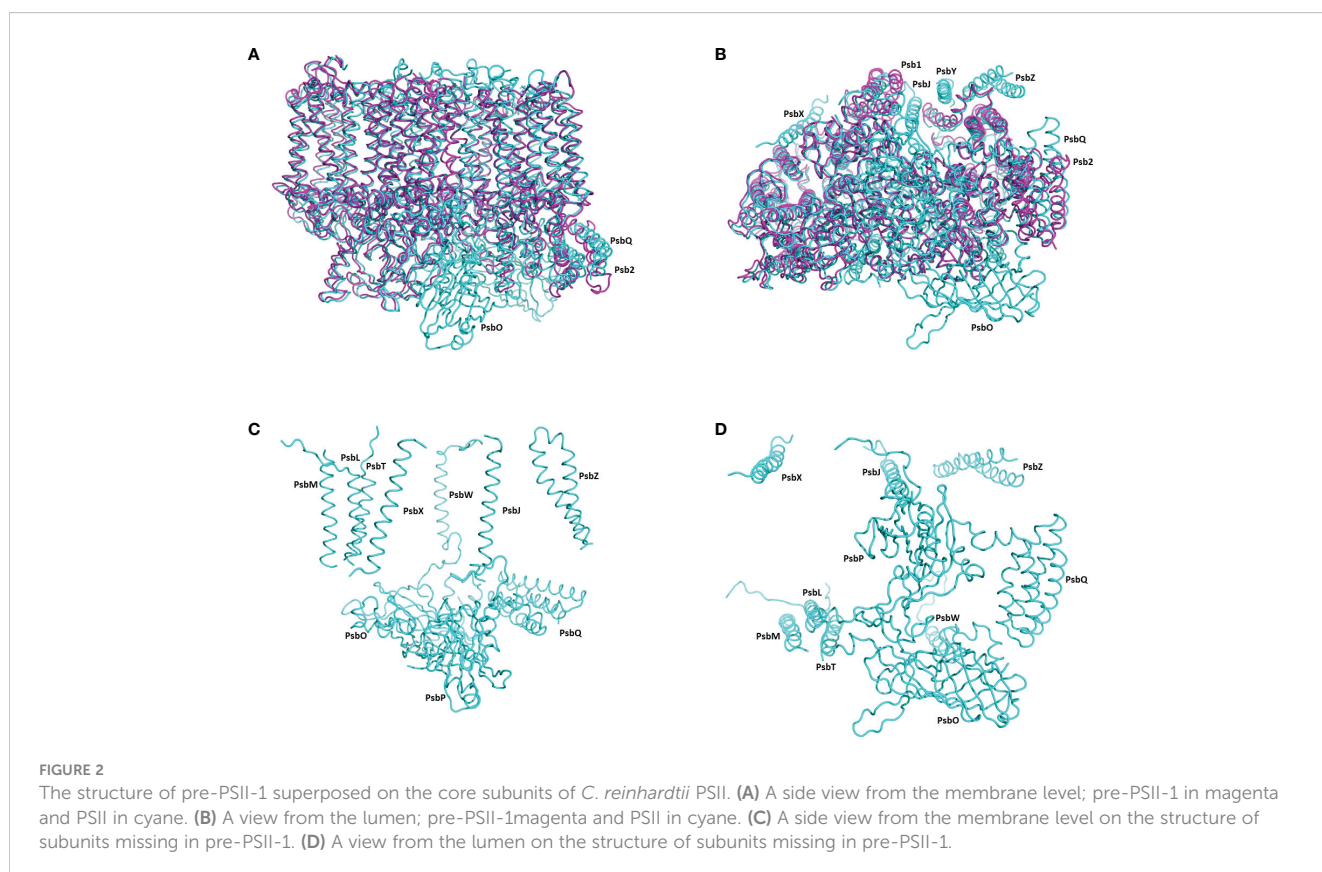 A
B
Psb1
PsbY
PsbJ
PsbZ
PsbX
PsbQ
Psb2
PsbQ
Psb2
PsbO
PsbO
C
D
PsbL
PsbT
PsbM
PsbX
PsbW
PsbJ
PsbZ
PsbO
PsbQ
PsbP
PsbJ
PsbZ
PsbX
PsbP
PsbQ
PsbL
PsbW
PsbM
PsbT
PsbO
FIGURE 2
The structure of pre-PSII-1 superposed on the core subunits of C. reinhardtii PSII. (A) A side view from the membrane level; pre-PSII-1 in magenta
and PSII in cyane. (B) A view from the lumen; pre-PSII-1magenta and PSII in cyane. (C) A side view from the membrane level on the structure of
subunits missing in pre-PSII-1. (D) A view from the lumen on the structure of subunits missing in pre-PSII-1.